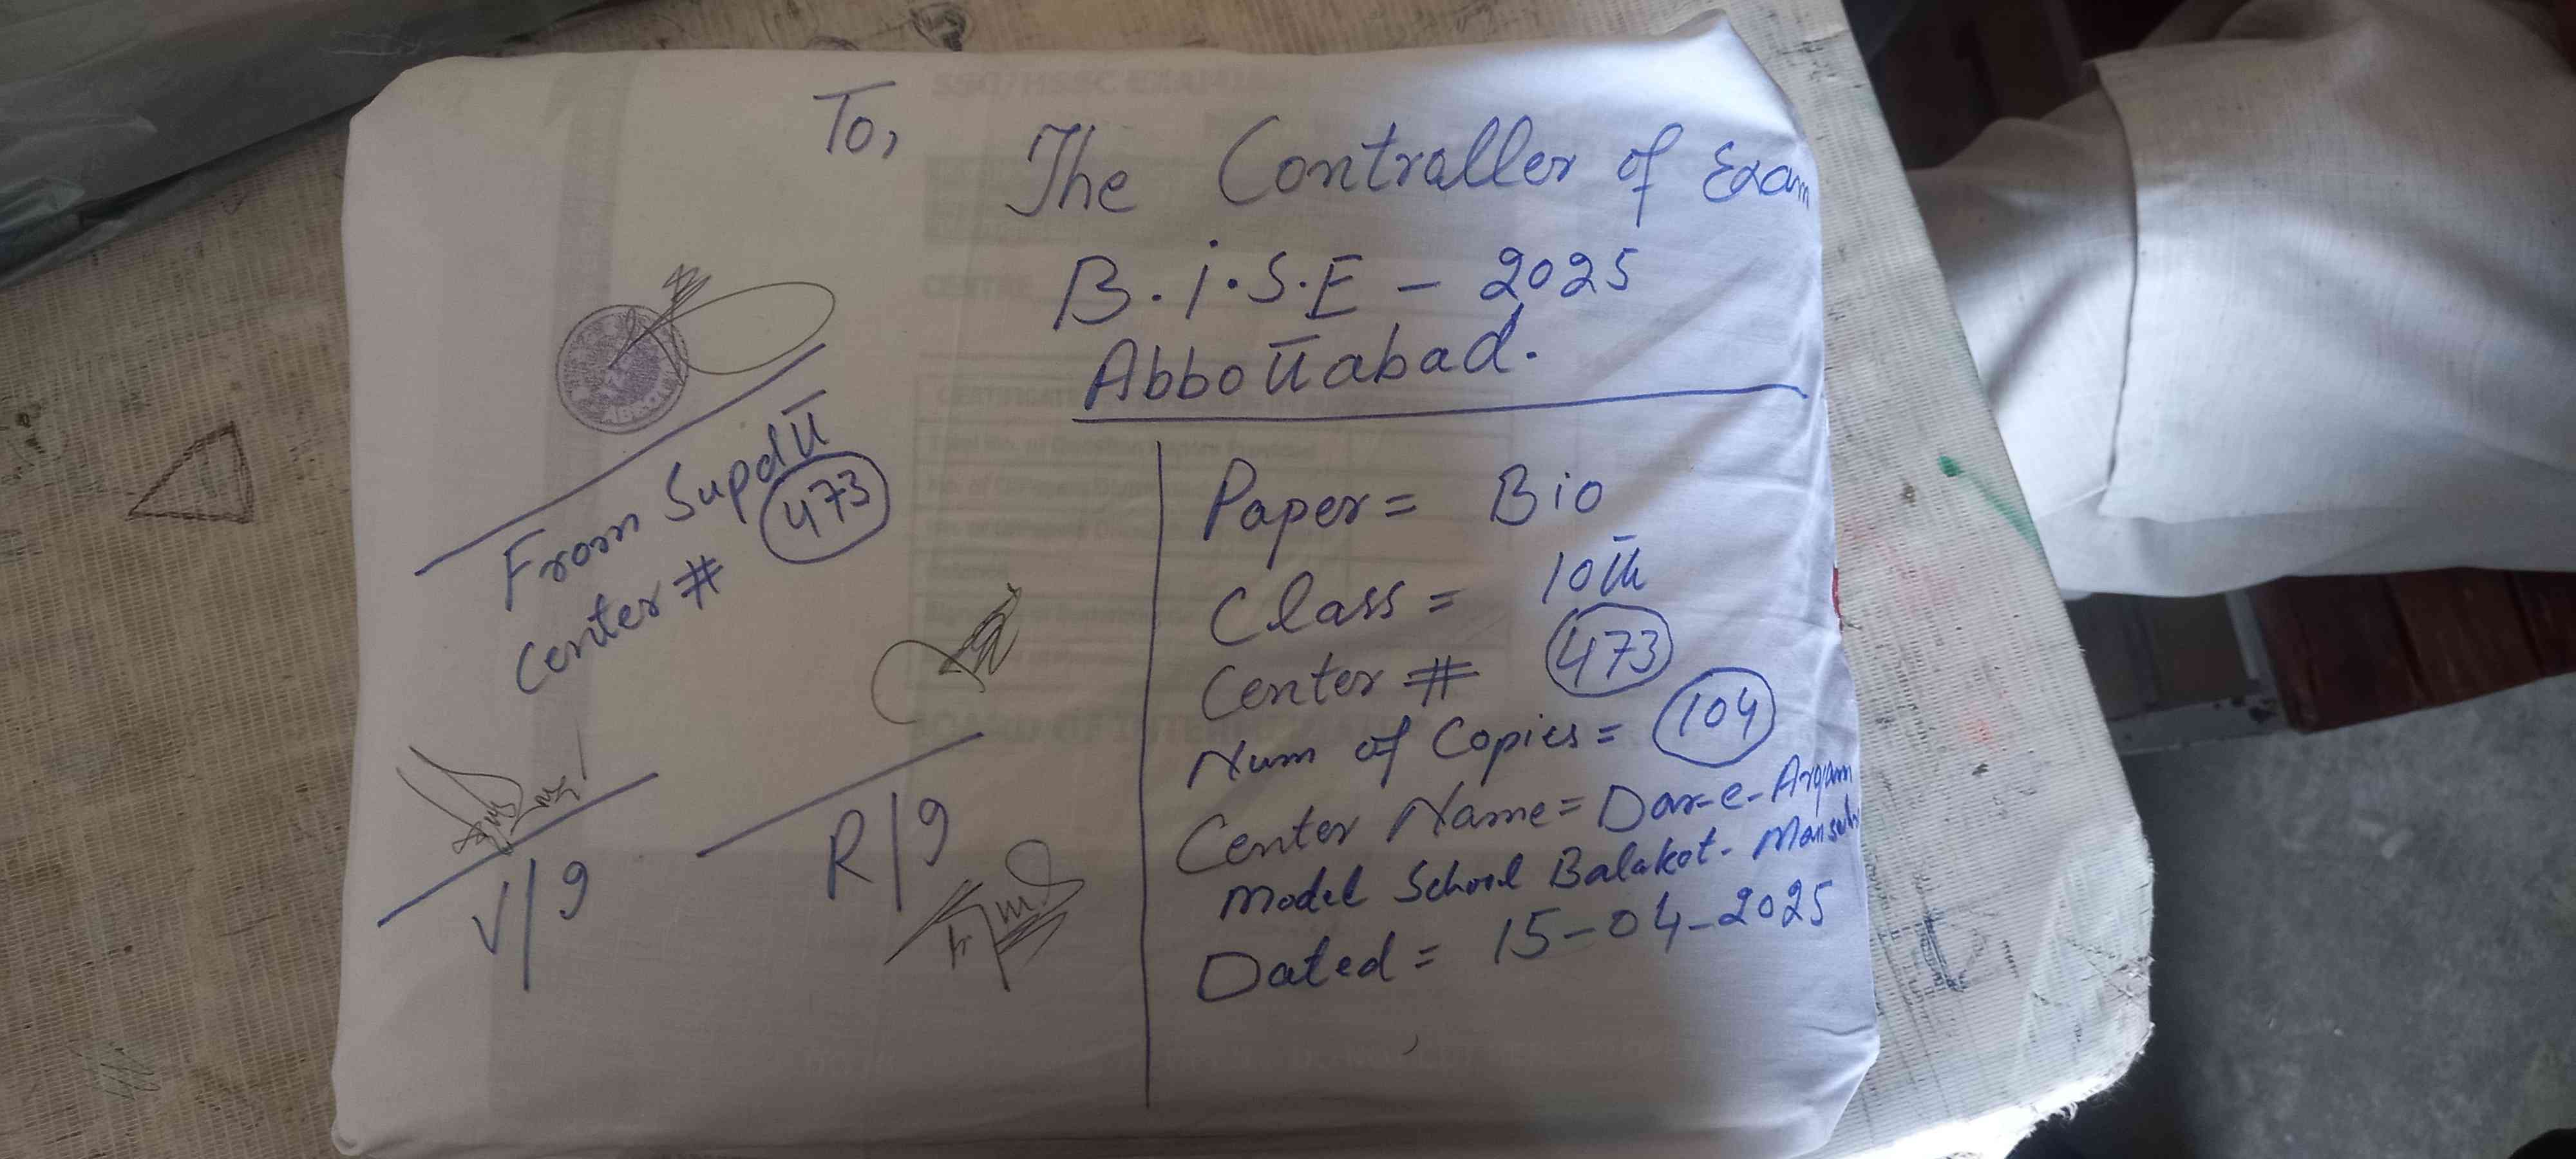 To,
The Contraller of Exam
B.i.S.E - 2025
Abbottabad.
From Supdtt
Center # 473
V/9
R/9
Paper = Bio
Class = 10th
Center # 473
Num of Copies = 104
Center Name = Dar-e-Arqam
Model School Balakot-
Dated = 15-04-2025